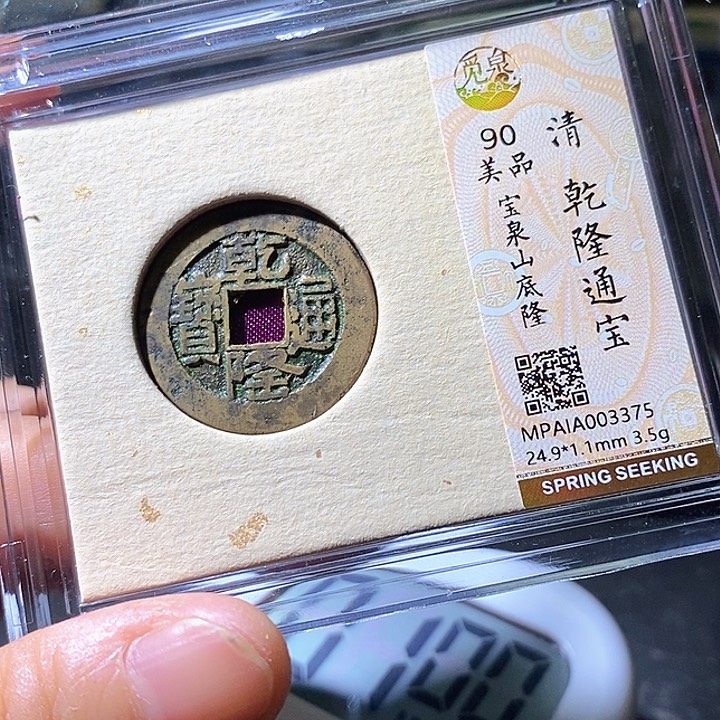 觅泉
清 乾隆通宝
90
美品 宝泉山底隆
MPAIA003375
24.9*1.1mm 3.5g
SPRING SEEKING
乾隆通寶